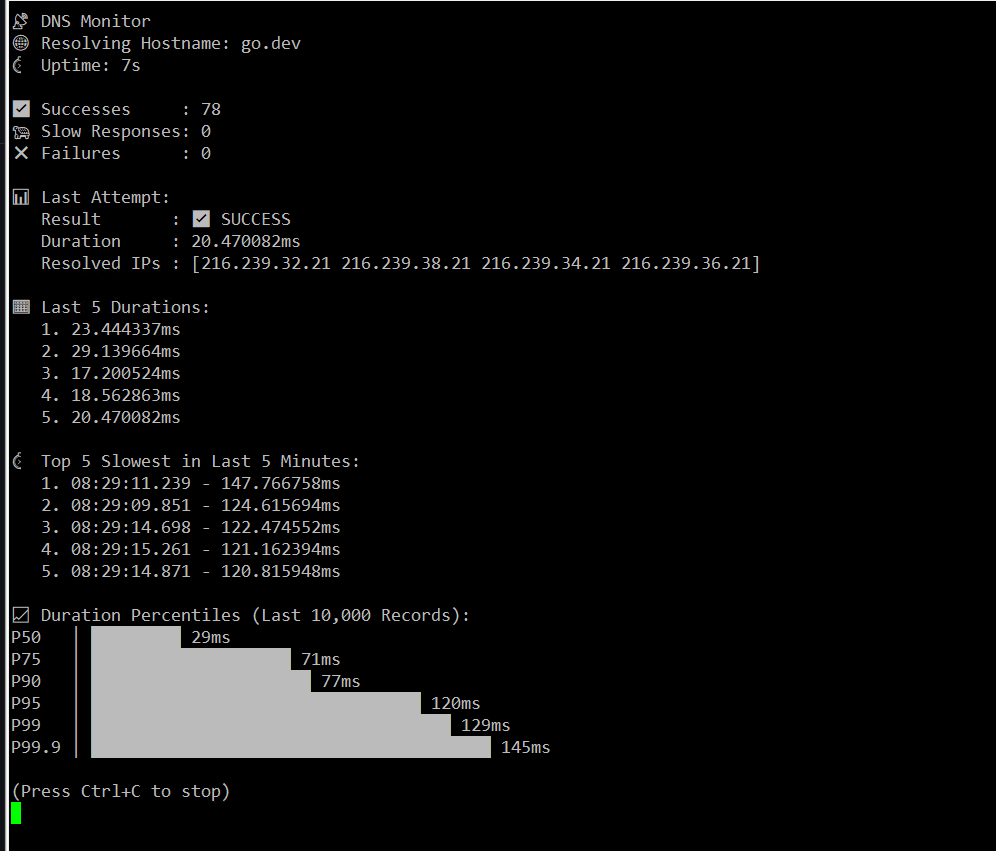 DNS Monitor
Resolving Hostname: go.dev
Uptime: 7s
Successes     : 78
Slow Responses: 0
Failures      : 0
Last Attempt:
Result       : SUCCESS
Duration     : 20.470082ms
Resolved IPs : [216.239.32.21 216.239.38.21 216.239.34.21 216.239.36.21]
Last 5 Durations:
1. 23.444337ms
2. 29.139664ms
3. 17.200524ms
4. 18.562863ms
5. 20.470082ms
Top 5 Slowest in Last 5 Minutes:
1. 08:29:11.239 - 147.766758ms
2. 08:29:09.851 - 124.615694ms
3. 08:29:14.698 - 122.474552ms
4. 08:29:15.261 - 121.162394ms
5. 08:29:14.871 - 120.815948ms
Duration Percentiles (Last 10,000 Records):
P50 29ms
P75 71ms
P90 77ms
P95 120ms
P99 129ms
P99.9 145ms
(Press Ctrl+C to stop)